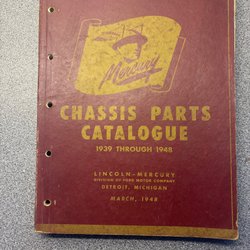 Mercury
CHASSIS PARTS
CATALOGUE
1939 THROUGH 1948
LINCOLN-MERCURY
DIVISION OF FORD MOTOR COMPANY
DETROIT, MICHIGAN
MARCH, 1948